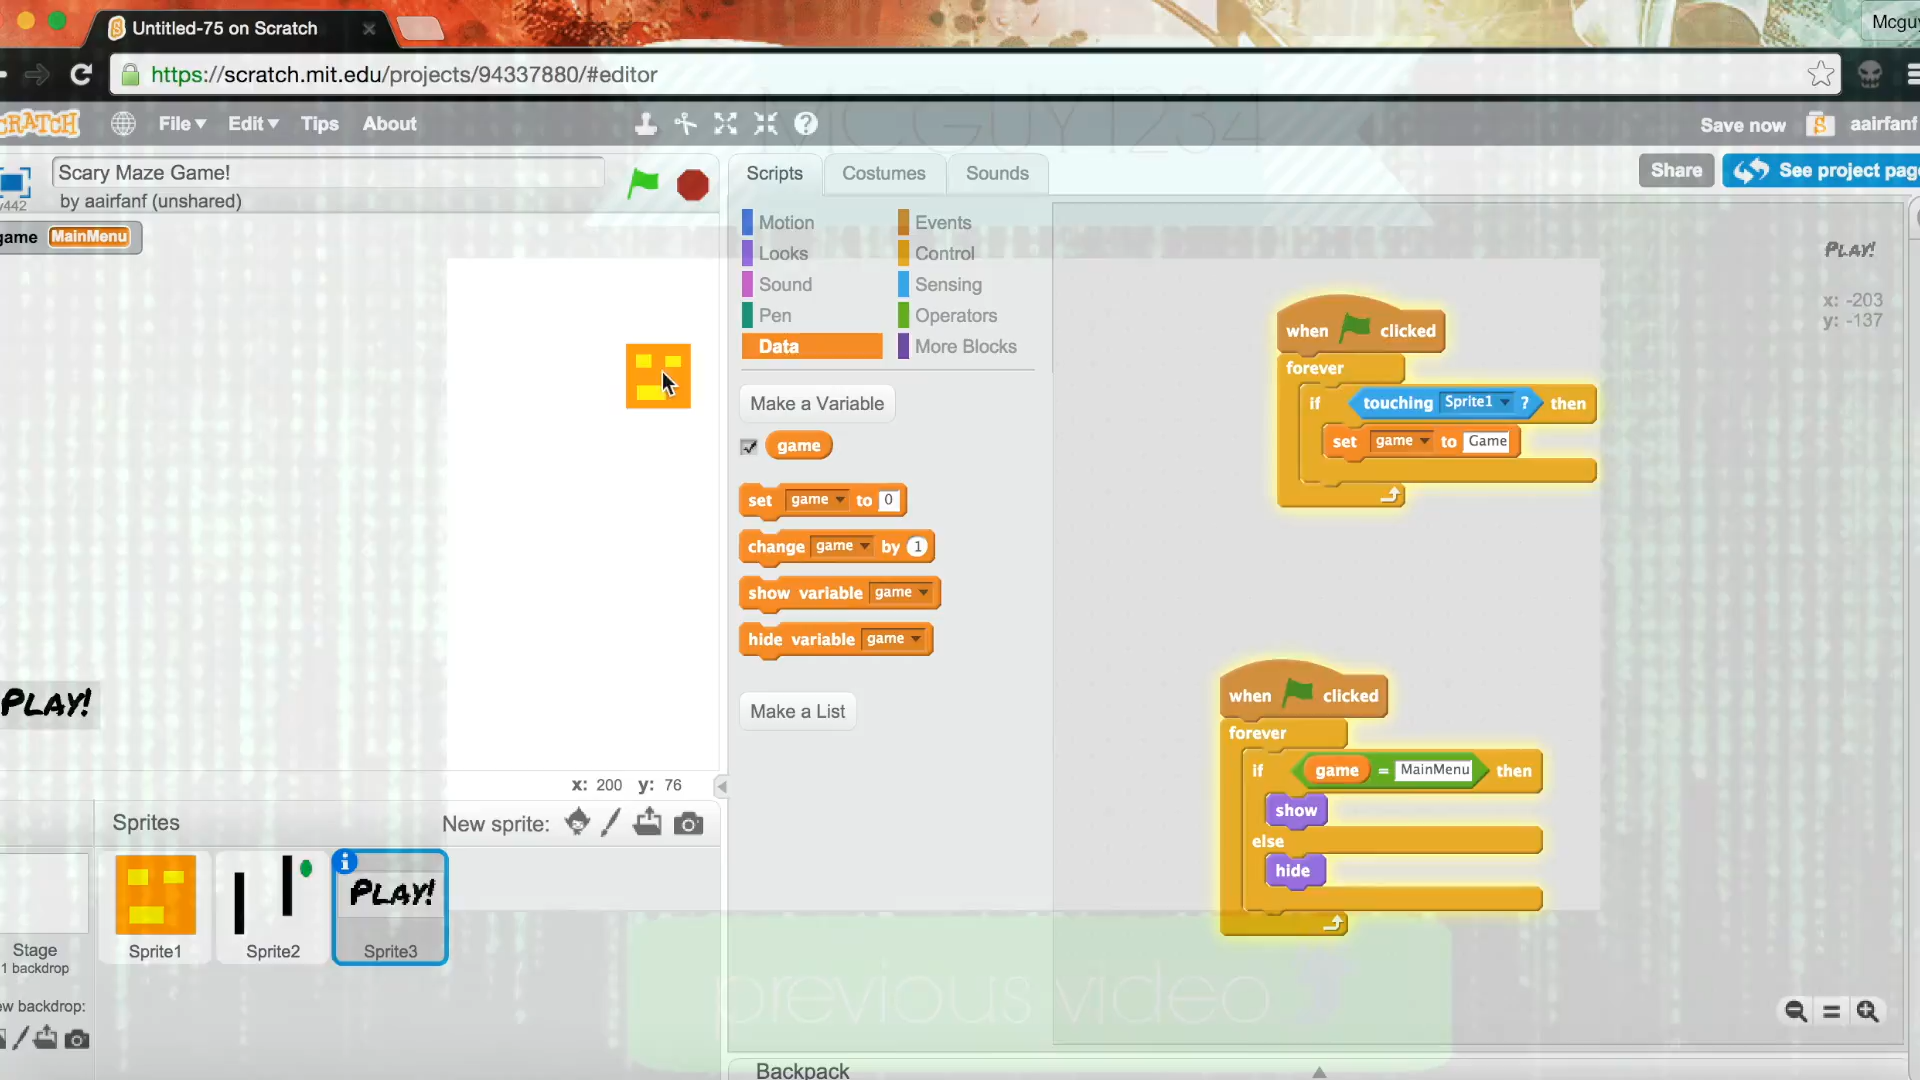 Untitled-75 on Scratch
https://scratch.mit.edu/projects/94337880/#editor
File Edit Tips About
Save now aairfanf
Scary Maze Game!
by aairfanf (unshared)
v442
MCGUY1234
Scripts Costumes Sounds
Share See project page
game MainMenu
Motion Events
Looks Control
Sound Sensing
Pen Operators
Data More Blocks
Make a Variable
game
set game to 0
change game by 1
show variable game
hide variable game
Make a List
PLAY!
x: -203
y: -137
when clicked
forever
if touching Sprite1 ? then
set game to Game
when clicked
forever
if game = MainMenu then
show
else
hide
PLAY!
x: 200 y: 76
Sprites New sprite:
PLAY!
Sprite1 Sprite2 Sprite3
Stage
1 backdrop
previous video
Backpack